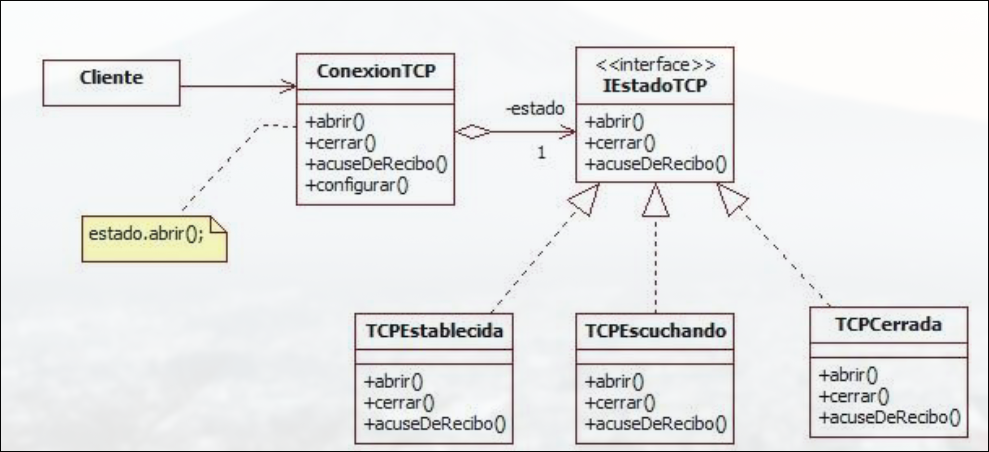 Cliente
ConexionTCP
+abrir()
+cerrar()
+acuseDeRecibo()
+configurar()
-estado
1
<<interface>>
IEstadoTCP
+abrir()
+cerrar()
+acuseDeRecibo()
estado.abrir();
TCPEstablecida
+abrir()
+cerrar()
+acuseDeRecibo()
TCPEscuchando
+abrir()
+cerrar()
+acuseDeRecibo()
TCPCerrada
+abrir()
+cerrar()
+acuseDeRecibo()